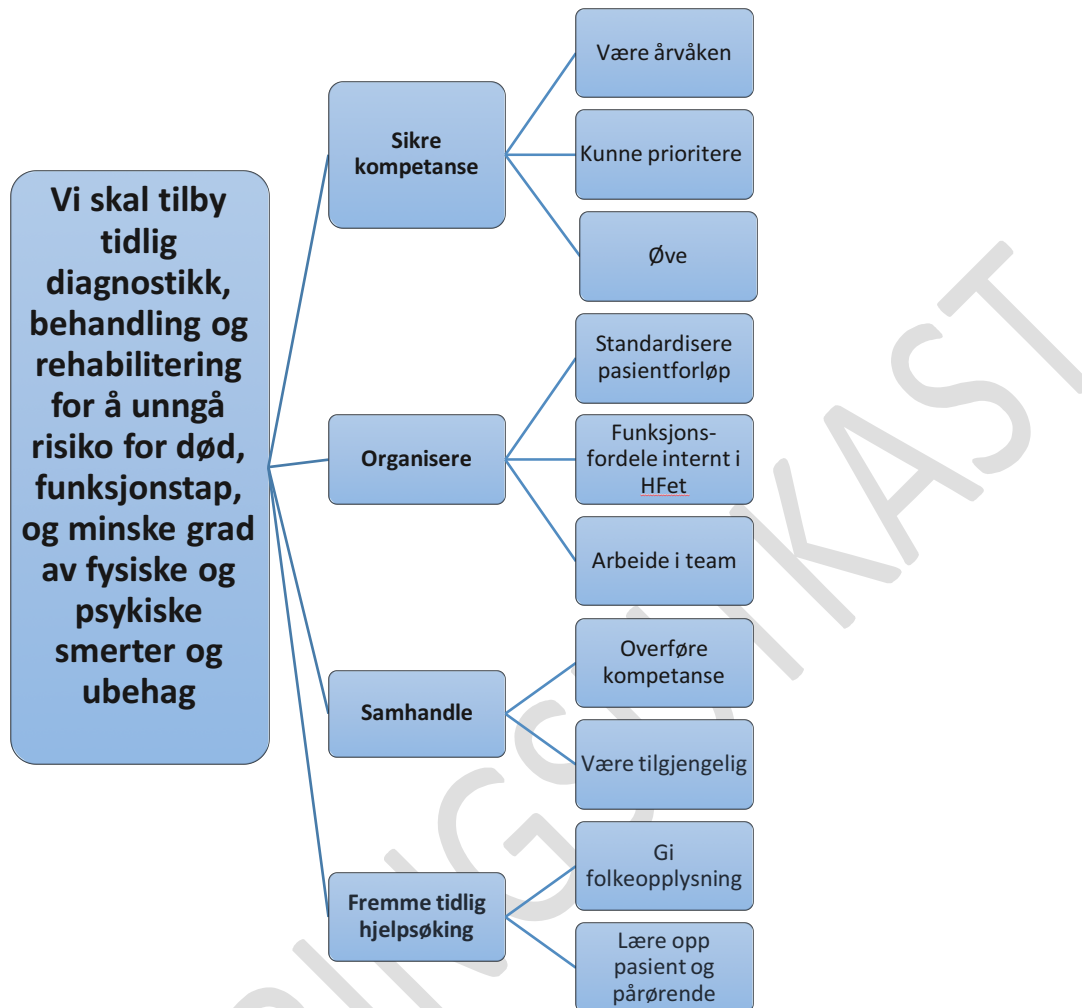 Vi skal tilby
tidlig
diagnostikk,
behandling og
rehabilitering
for å unngå
risiko for død,
funksjonstap,
og minske grad
av fysiske og
psykiske
smerter og
ubehag
Sikre
kompetanse
Være årvåken
Kunne prioritere
Øve
Organisere
Standardisere
pasientforløp
Funksjons-
fordele internt i
HFet
Arbeide i team
Samhandle
Overføre
kompetanse
Være tilgjengelig
Fremme tidlig
hjelpsøking
Gi
folkeopplysning
Lære opp
pasient og
pårørende